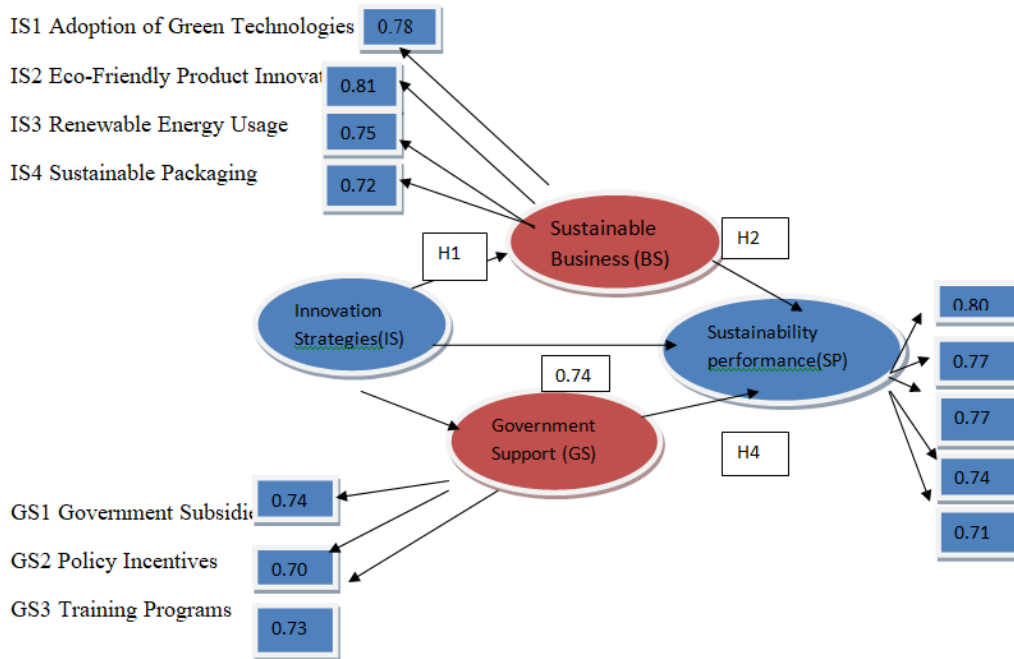 IS1 Adoption of Green Technologies 0.78
IS2 Eco-Friendly Product Innovat 0.81
IS3 Renewable Energy Usage 0.75
IS4 Sustainable Packaging 0.72
Sustainable
Business (BS)
H1
H2
Innovation
Strategies(IS)
Sustainability
performance(SP)
0.74
Government
Support (GS)
H4
0.80
0.77
0.77
0.74
0.71
GS1 Government Subsidie 0.74
GS2 Policy Incentives 0.70
GS3 Training Programs 0.73